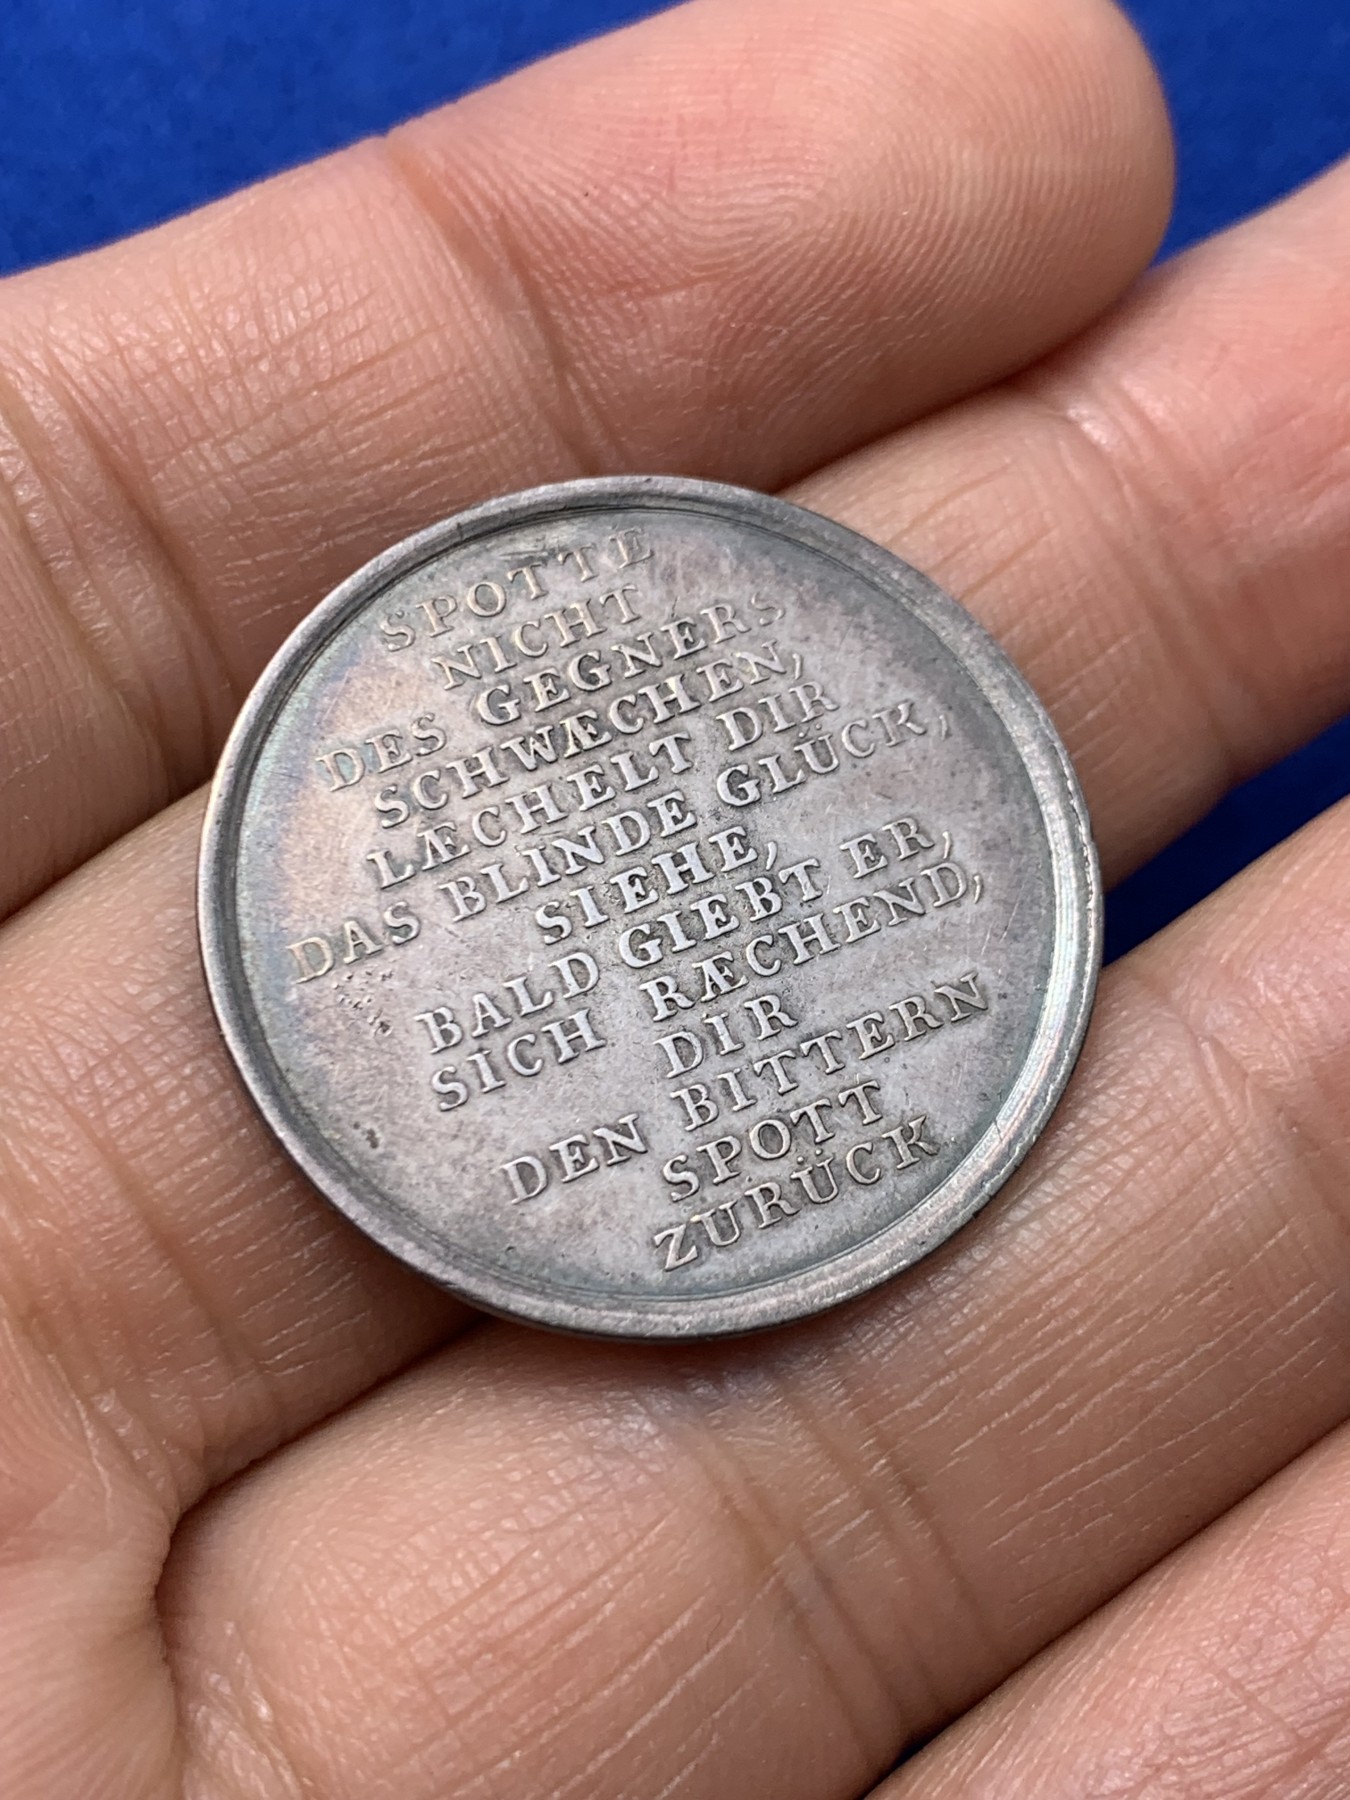 SPOTTE
NICHT
DES GEGNERS
SCHWÆCHEN,
LÆCHELT DIR
DAS BLINDE GLÜCK,
SIEHE,
BALD GIEBT ER,
SICH RÆCHEND,
DIR
DEN BITTERN
SPOTT
ZURÜCK